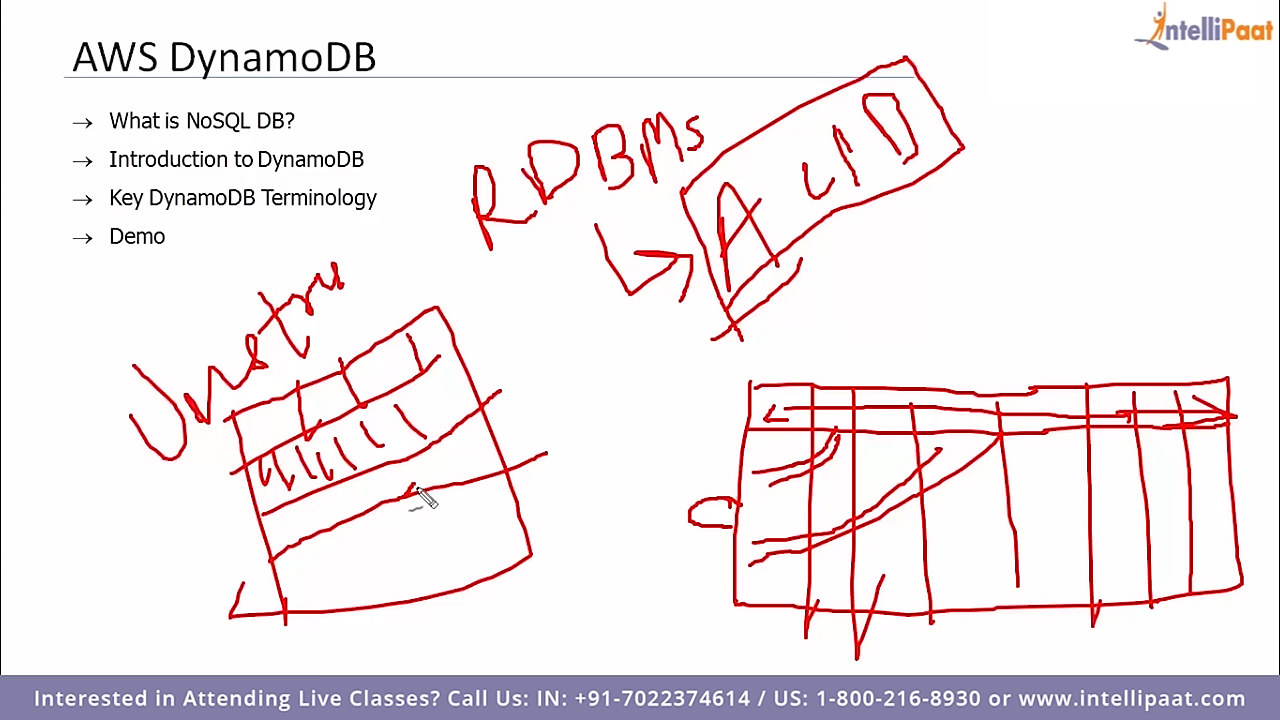 IntelliPaat
AWS DynamoDB
→ What is NoSQL DB?
→ Introduction to DynamoDB
→ Key DynamoDB Terminology
→ Demo
RDBMs
ACID
Interested in Attending Live Classes? Call Us: IN: +91-7022374614 / US: 1-800-216-8930 or www.intellipaat.com